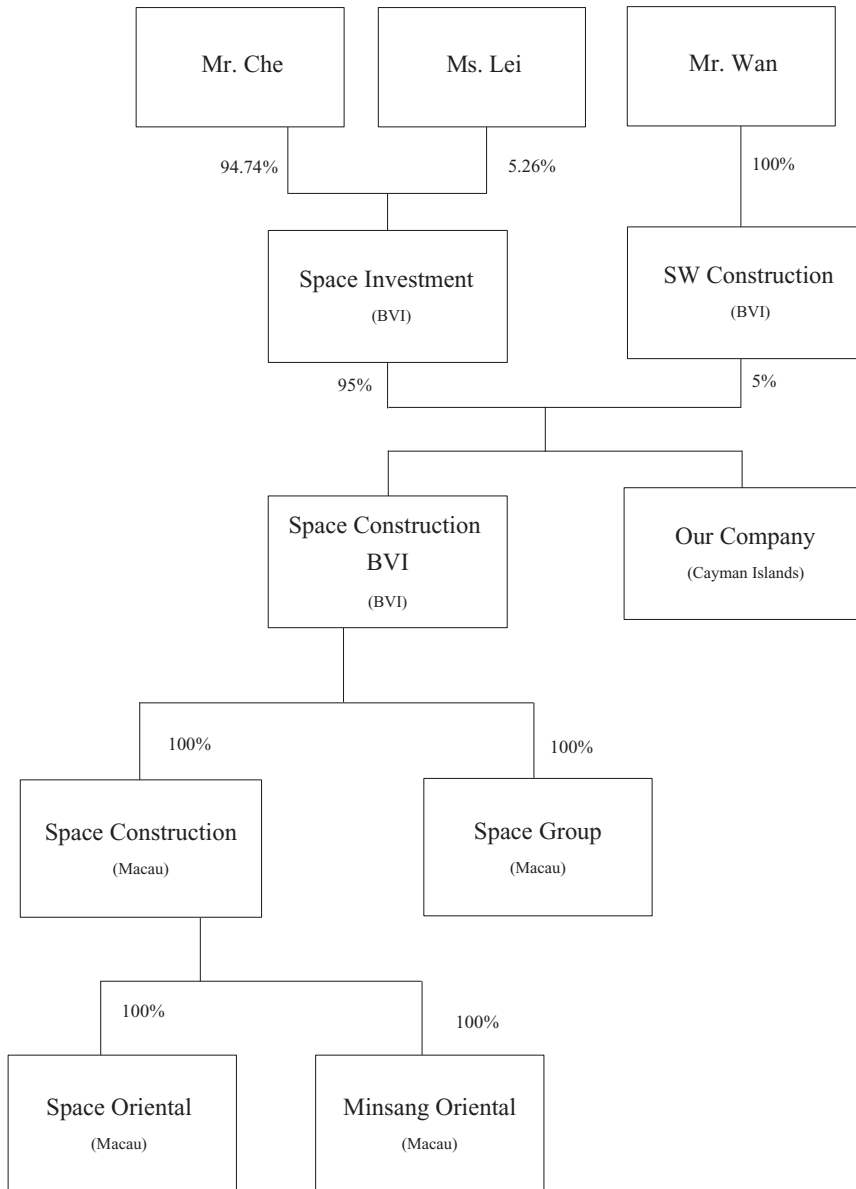 Mr. Che
Ms. Lei
Mr. Wan
94.74%
5.26%
100%
Space Investment
(BVI)
SW Construction
(BVI)
95%
5%
Space Construction
BVI
(BVI)
Our Company
(Cayman Islands)
100%
100%
Space Construction
(Macau)
Space Group
(Macau)
100%
100%
Space Oriental
(Macau)
Minsang Oriental
(Macau)